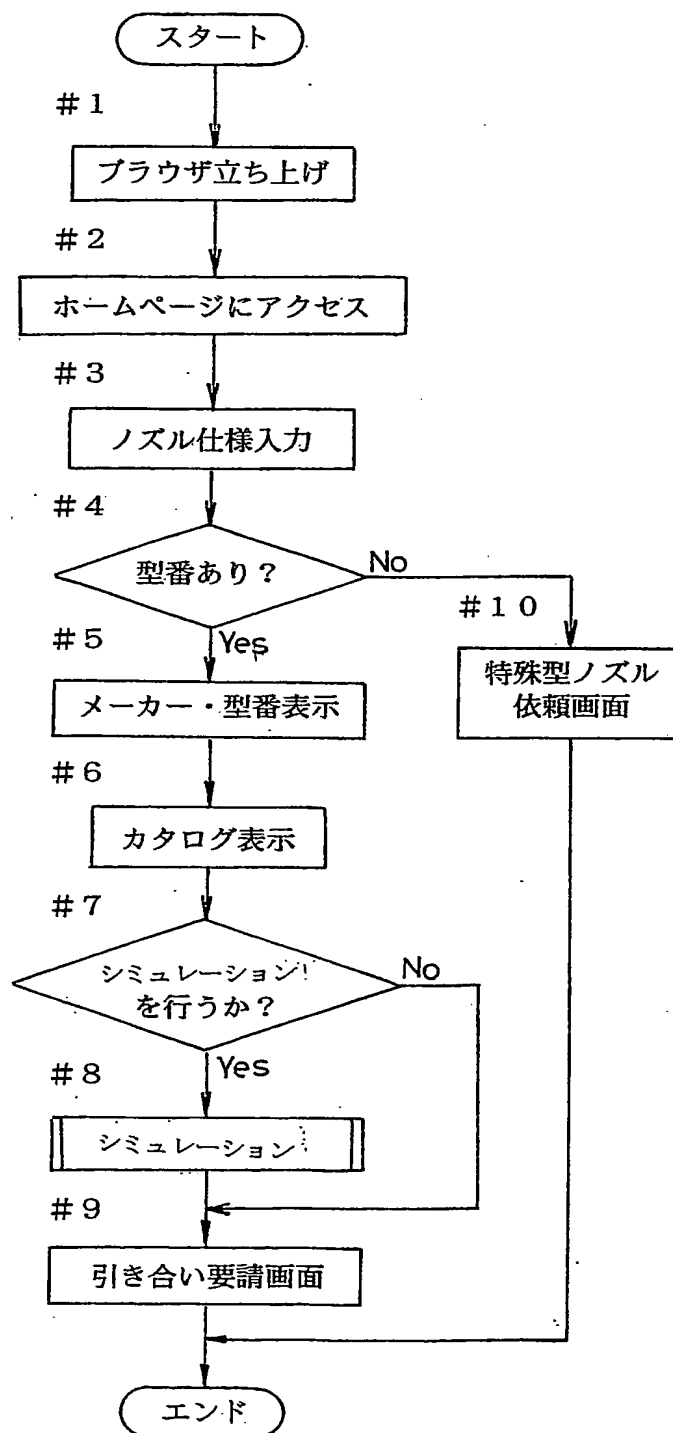 スタート
#1
ブラウザ立ち上げ
#2
ホームページにアクセス
#3
ノズル仕様入力
#4
型番あり？
No
#10
特殊型ノズル
依頼画面
#5
Yes
メーカー・型番表示
#6
カタログ表示
#7
シミュレーション
を行うか？
No
#8
Yes
シミュレーション
#9
引き合い要請画面
エンド